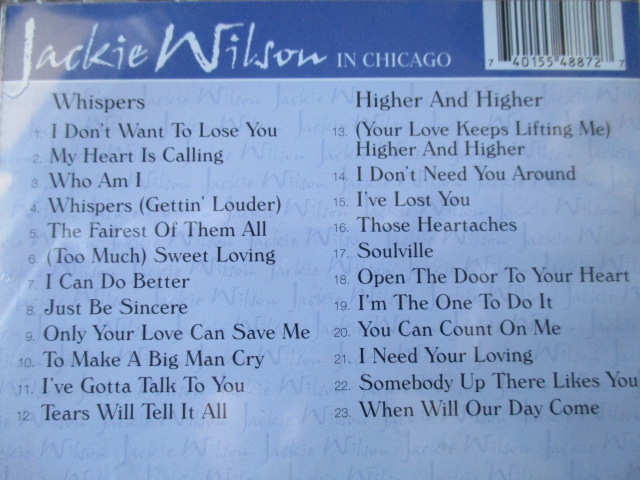 Jackie Wilson IN CHICAGO
7 40155 48872 7
Whispers
1. I Don't Want To Lose You
2. My Heart Is Calling
3. Who Am I
4. Whispers (Gettin' Louder)
5. The Fairest Of Them All
6. (Too Much) Sweet Loving
7. I Can Do Better
8. Just Be Sincere
9. Only Your Love Can Save Me
10. To Make A Big Man Cry
11. I've Gotta Talk To You
12. Tears Will Tell It All
Higher And Higher
13. (Your Love Keeps Lifting Me)
Higher And Higher
14. I Don't Need You Around
15. I've Lost You
16. Those Heartaches
17. Soulville
18. Open The Door To Your Heart
19. I'm The One To Do It
20. You Can Count On Me
21. I Need Your Loving
22. Somebody Up There Likes You
23. When Will Our Day Come